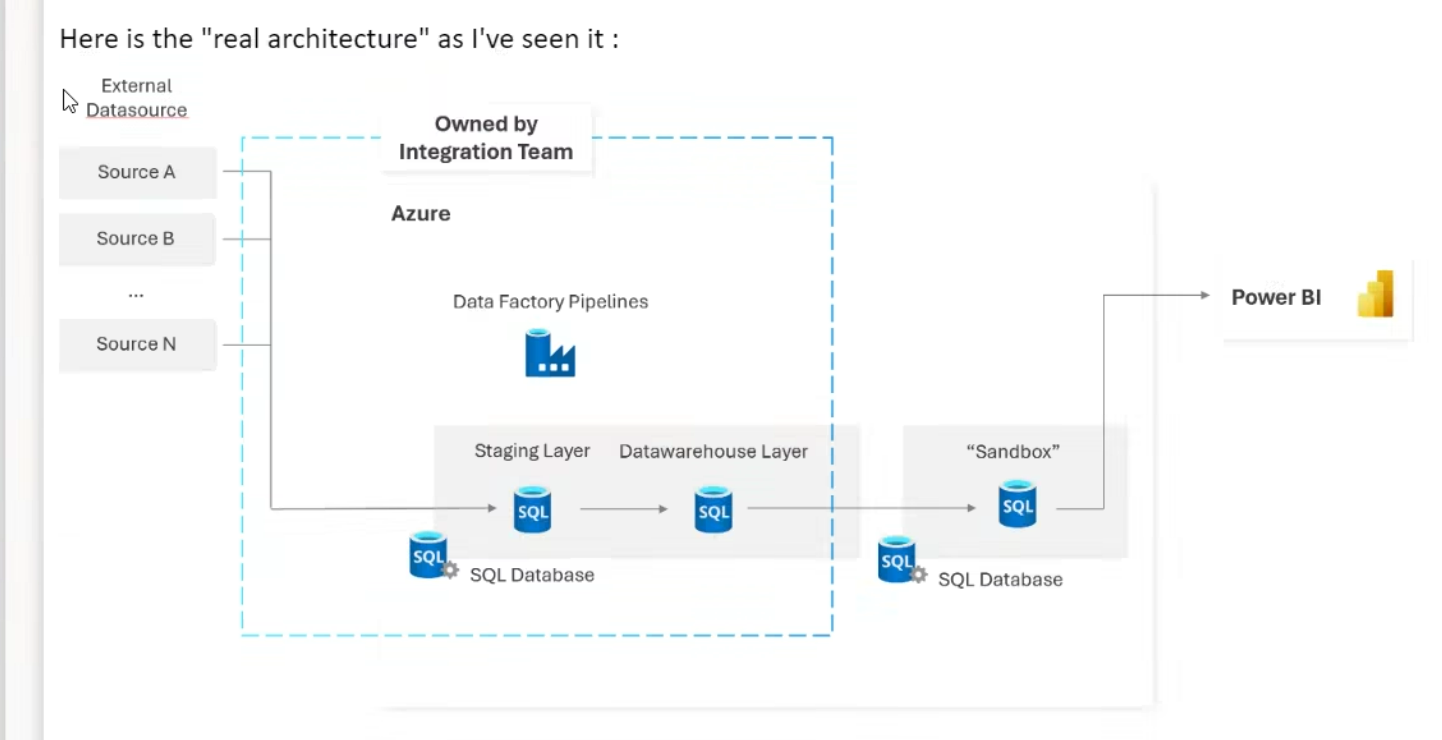 Here is the "real architecture" as I've seen it :
External
Datasource
Owned by
Integration Team
Source A
Azure
Source B
...
Data Factory Pipelines
Power BI
Source N
Staging Layer
Datawarehouse Layer
“Sandbox”
SQL
SQL
SQL
SQL
SQL Database
SQL
SQL Database